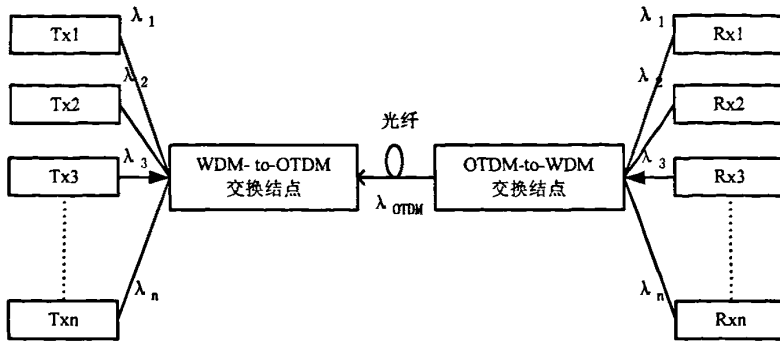 λ 1
Tx1
λ 2
Tx2
λ 3
Tx3
λ n
Txn
WDM- to-OTDM
交换结点
光纤
λ OTDM
OTDM-to-WDM
交换结点
λ 1
Rx1
λ 2
Rx2
λ 3
Rx3
λ n
Rxn